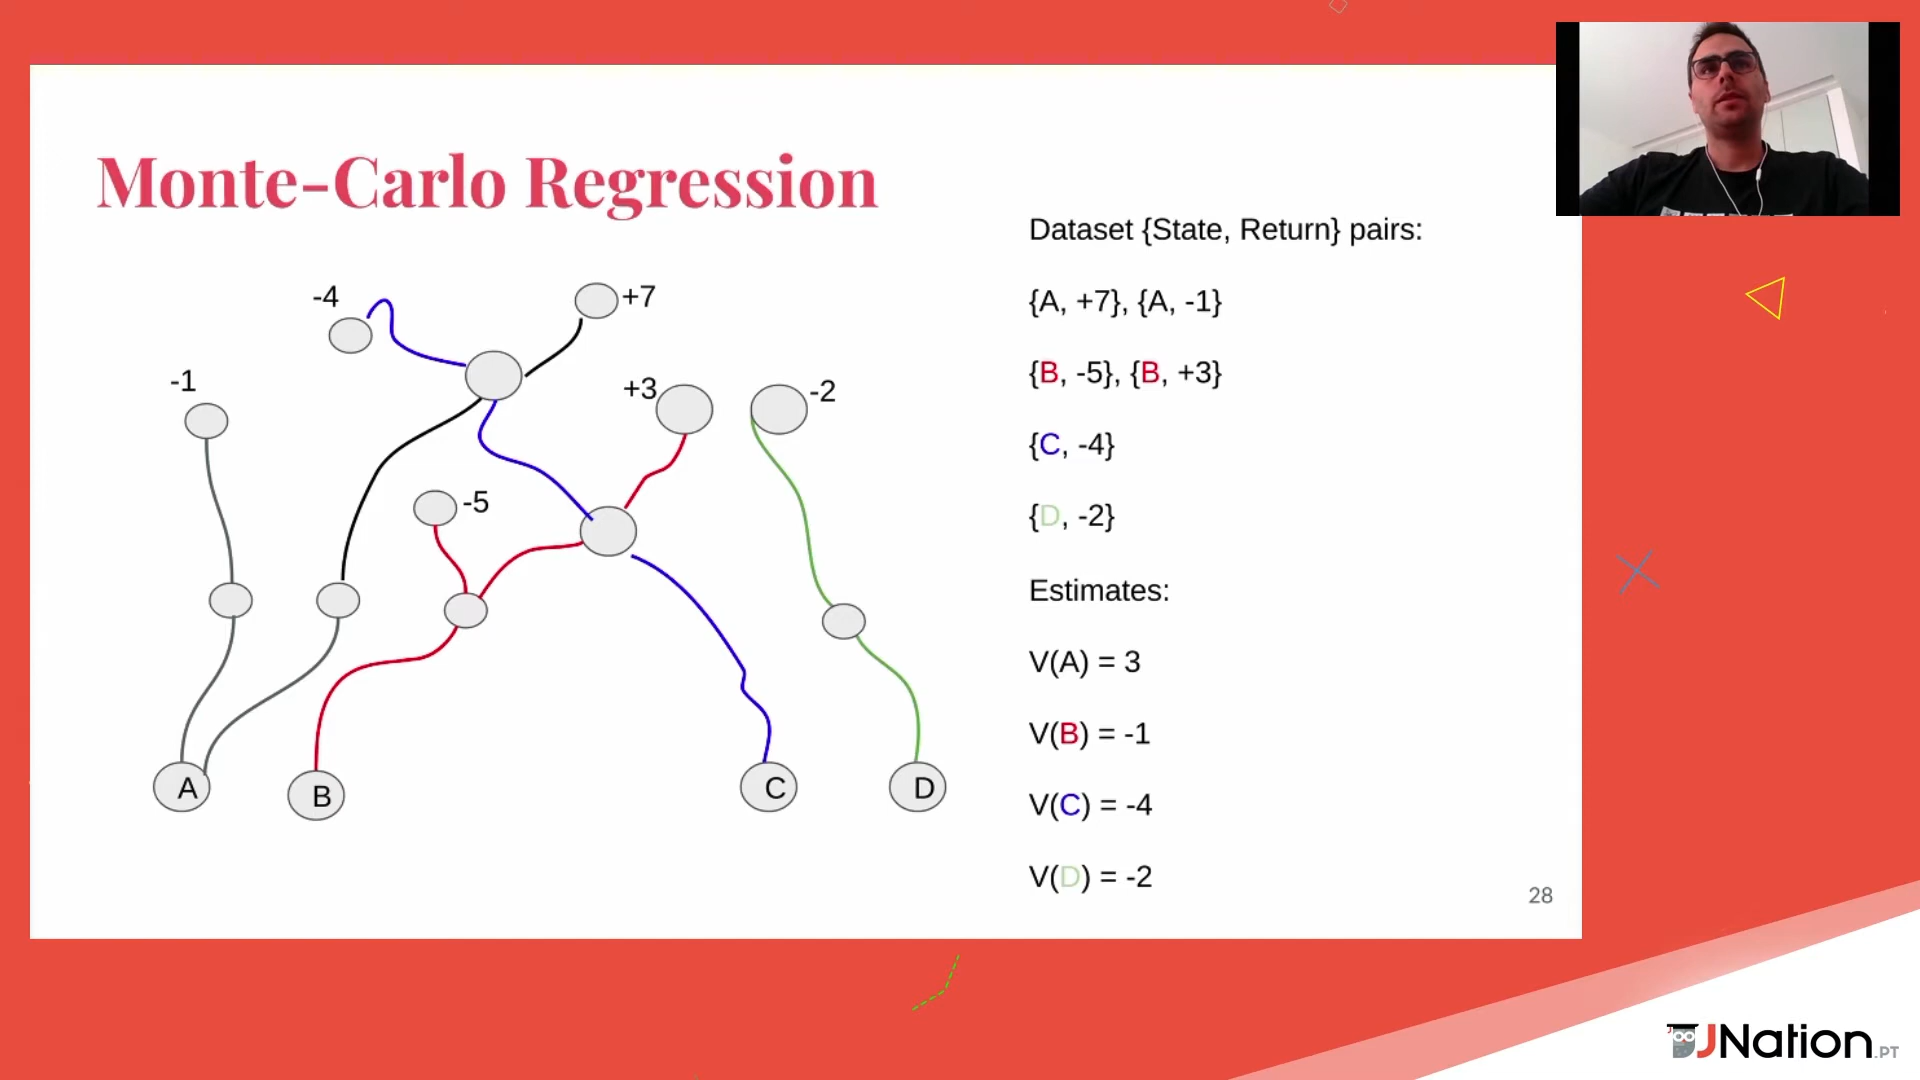 Monte-Carlo Regression
-4
+7
-1
+3
-2
-5
A
B
C
D
Dataset {State, Return} pairs:
{A, +7}, {A, -1}
{B, -5}, {B, +3}
{C, -4}
{D, -2}
Estimates:
V(A) = 3
V(B) = -1
V(C) = -4
V(D) = -2
28
JNation.PT